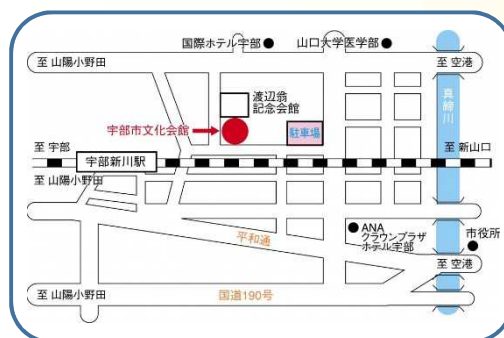 国際ホテル宇部
山口大学医学部
至 山陽小野田
至 空港
渡辺翁
記念会館
真締川
宇部市文化会館
駐車場
至 宇部
至 新山口
宇部新川駅
至 山陽小野田
ANA
クラウンプラザ
ホテル宇部
市役所
平和通
至 空港
至 山陽小野田
国道190号